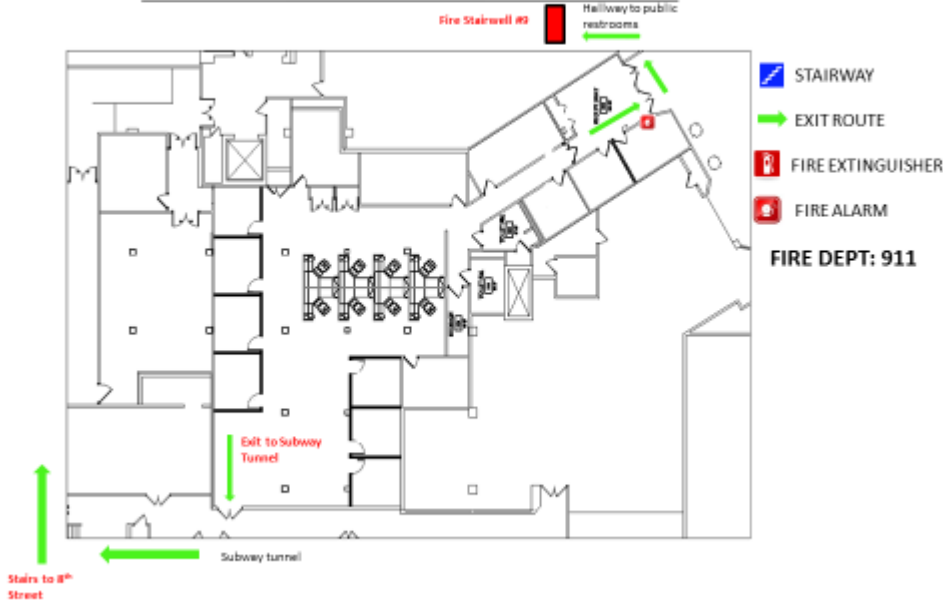 Fire Stairwell #9
Hallway to public
restrooms
STAIRWAY
EXIT ROUTE
FIRE EXTINGUISHER
FIRE ALARM
FIRE DEPT: 911
Exit to Subway
Tunnel
Subway tunnel
Stairs to 8th
Street